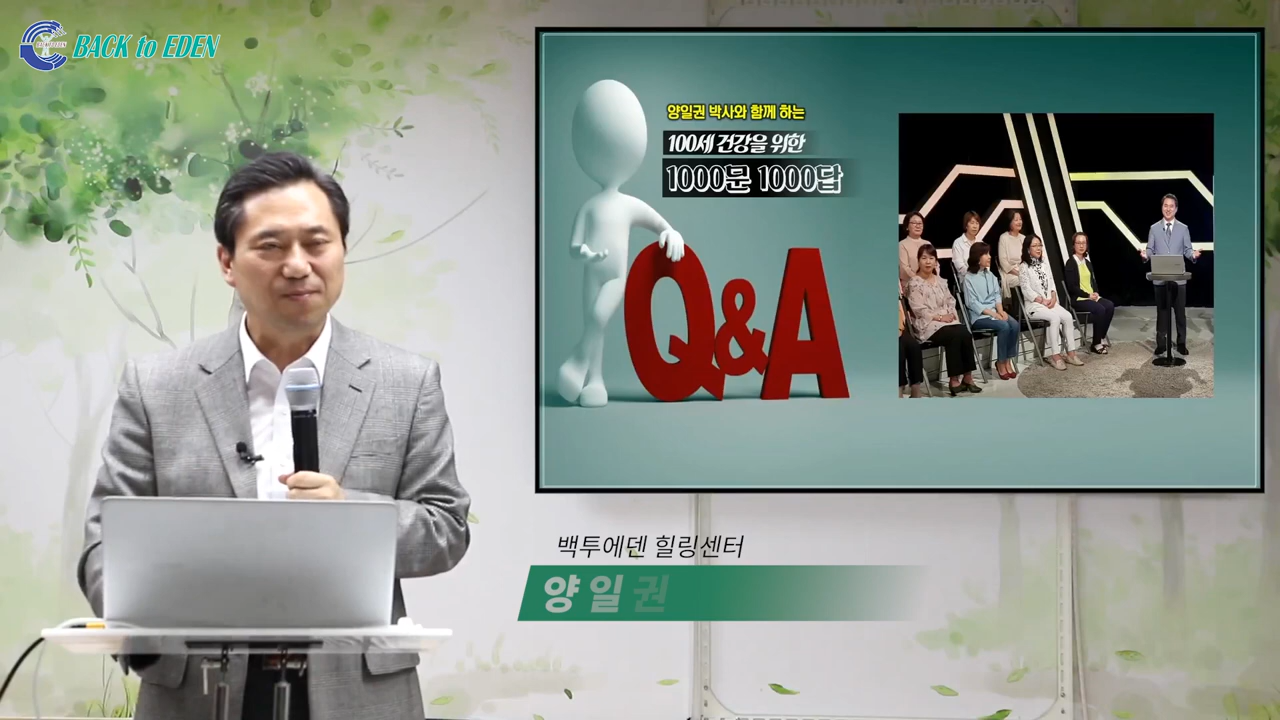 BACK to EDEN
양일권 박사와 함께 하는
100세 건강을 위한
1000문 1000답
Q&A
백투에덴 힐링센터
양일권